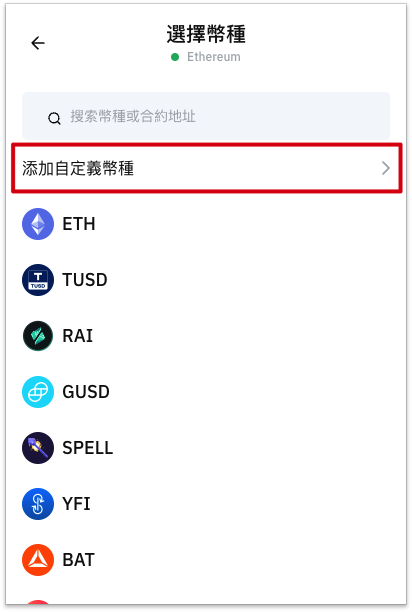 選擇幣種
Ethereum
搜索幣種或合約地址
添加自定義幣種
ETH
TUSD
TUSD
RAI
GUSD
SPELL
YFI
BAT